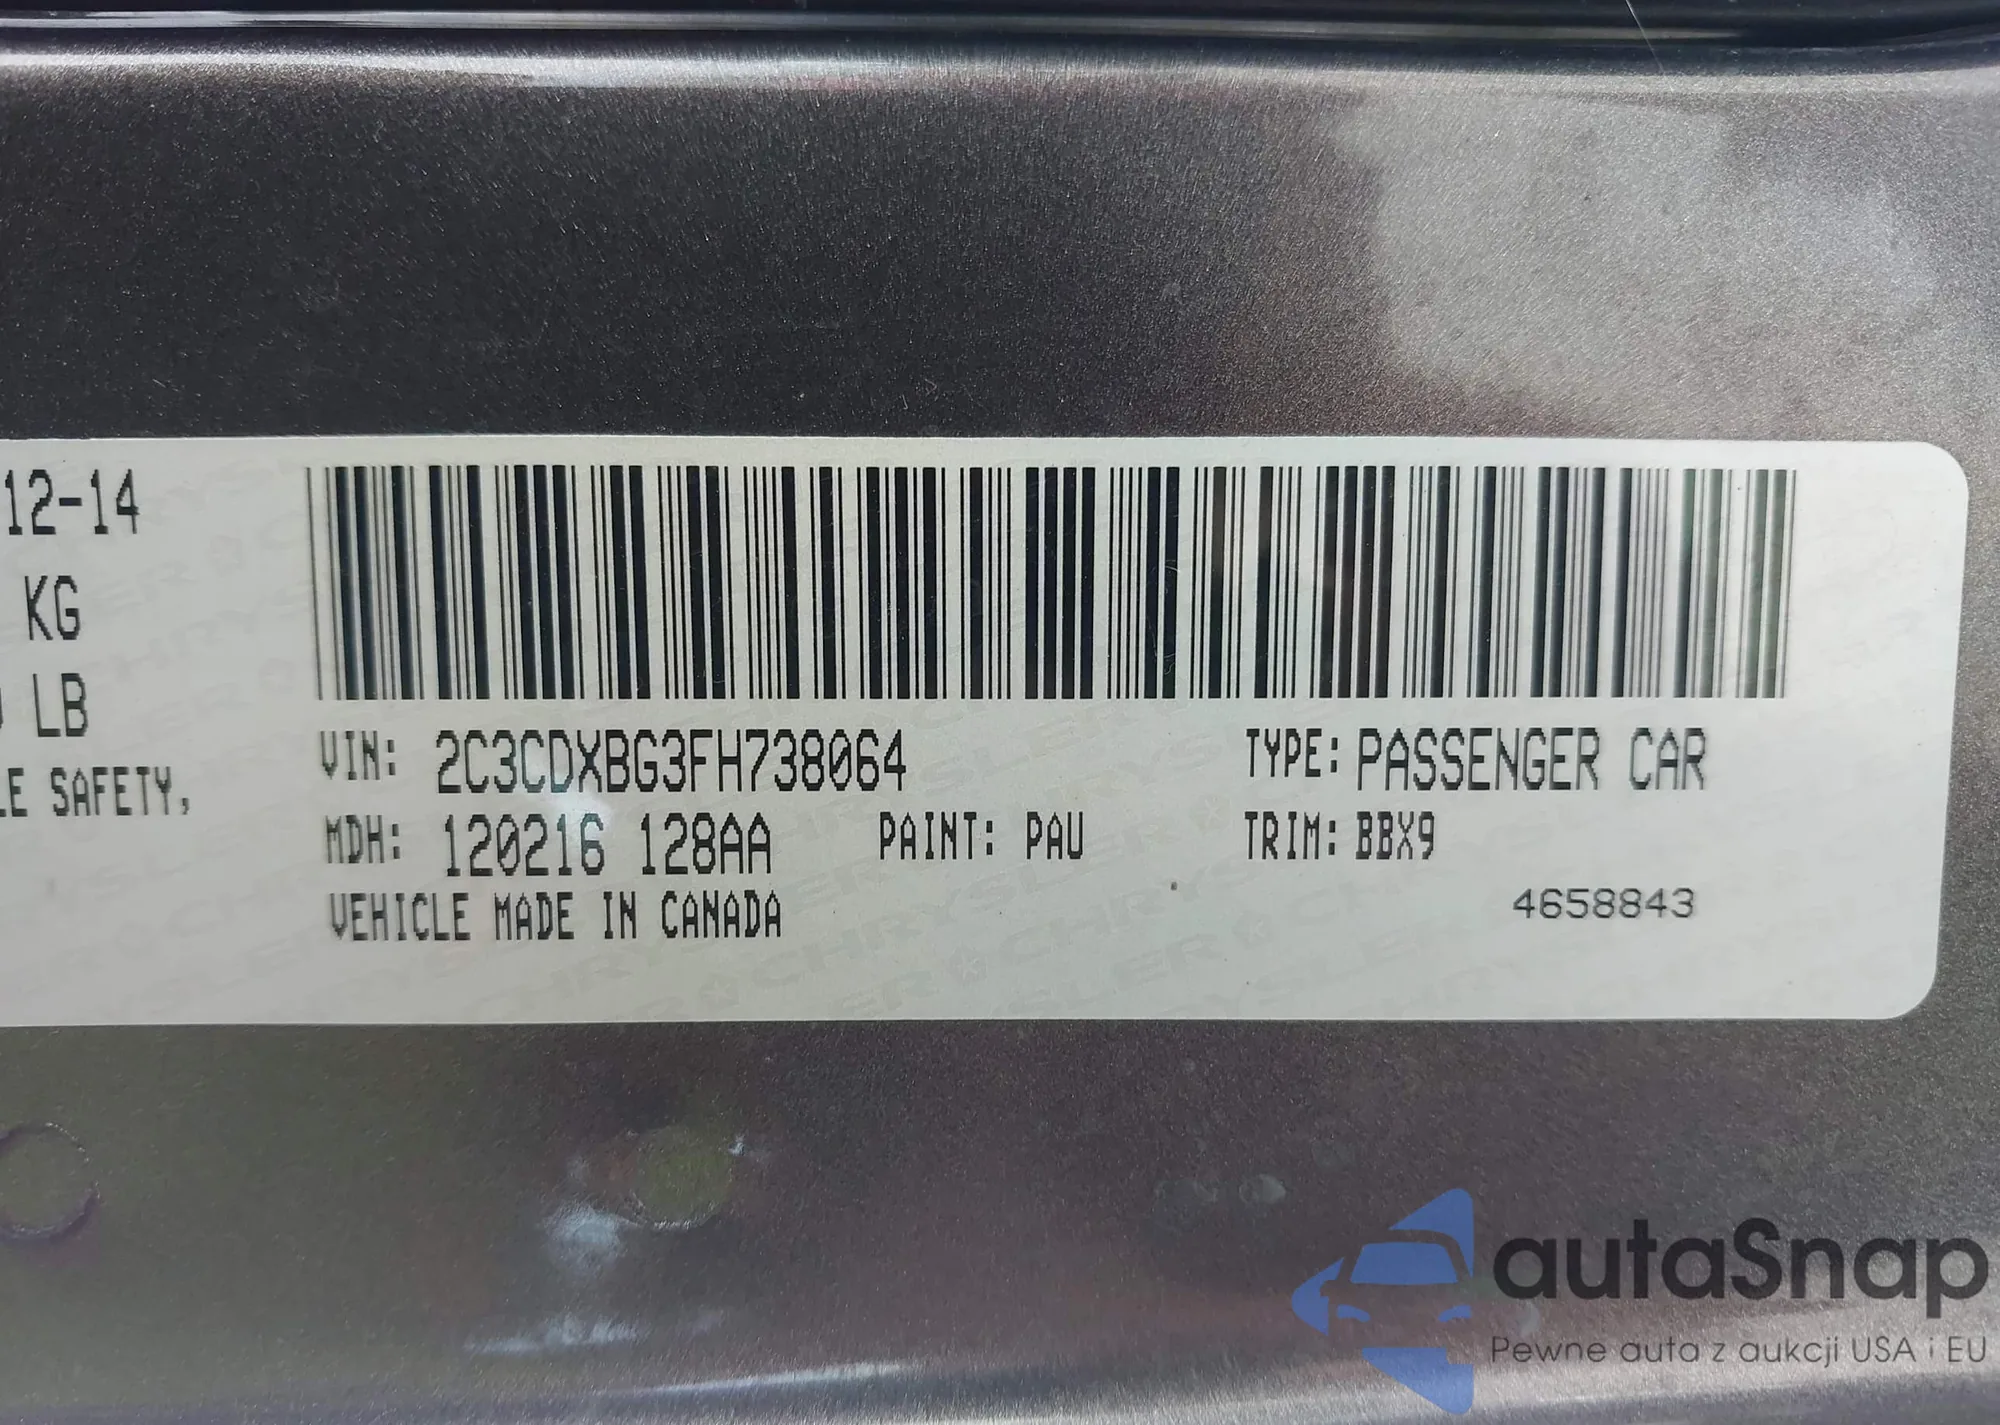 12-14
KG
LB
LE SAFETY,
VIN: 2C3CDXBG3FH738064
TYPE: PASSENGER CAR
MDH: 120216 128AA
PAINT: PAU
TRIM: BBX9
VEHICLE MADE IN CANADA
4658843
CHRYSLER
autaSnap
Pewne auta z aukcji USA i EU